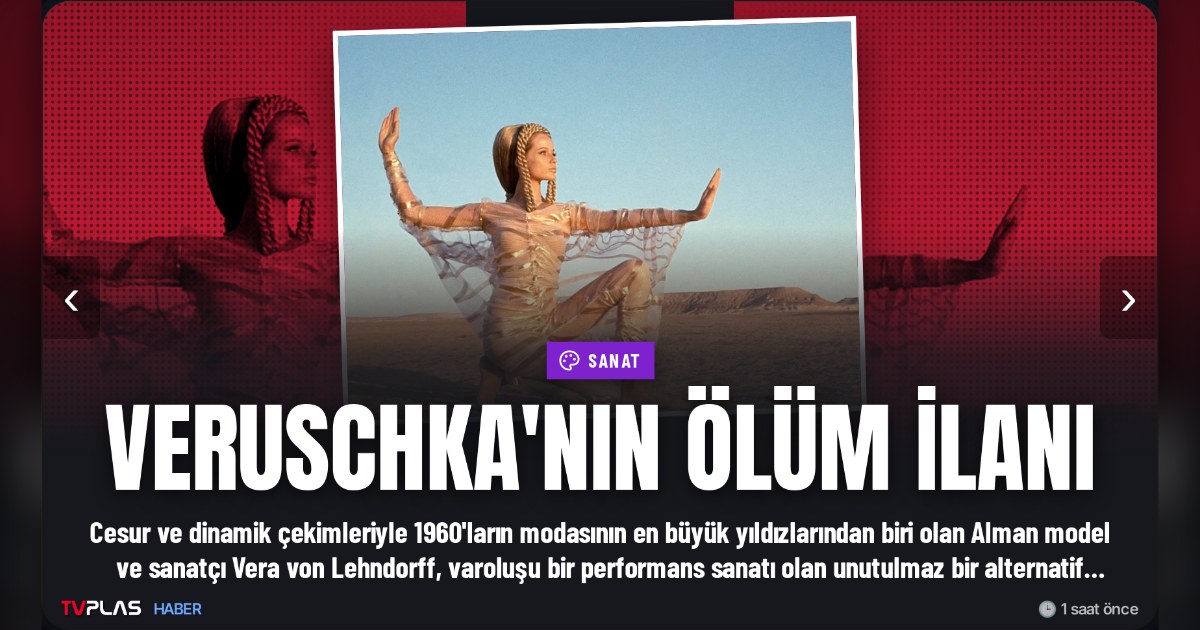 SANAT
VERUSCHKA'NIN ÖLÜM İLANI
Cesur ve dinamik çekimleriyle 1960'ların modasının en büyük yıldızlarından biri olan Alman model
ve sanatçı Vera von Lehndorff, varoluşu bir performans sanatı olan unutulmaz bir alternatif...
TVPLAS HABER
1 saat önce